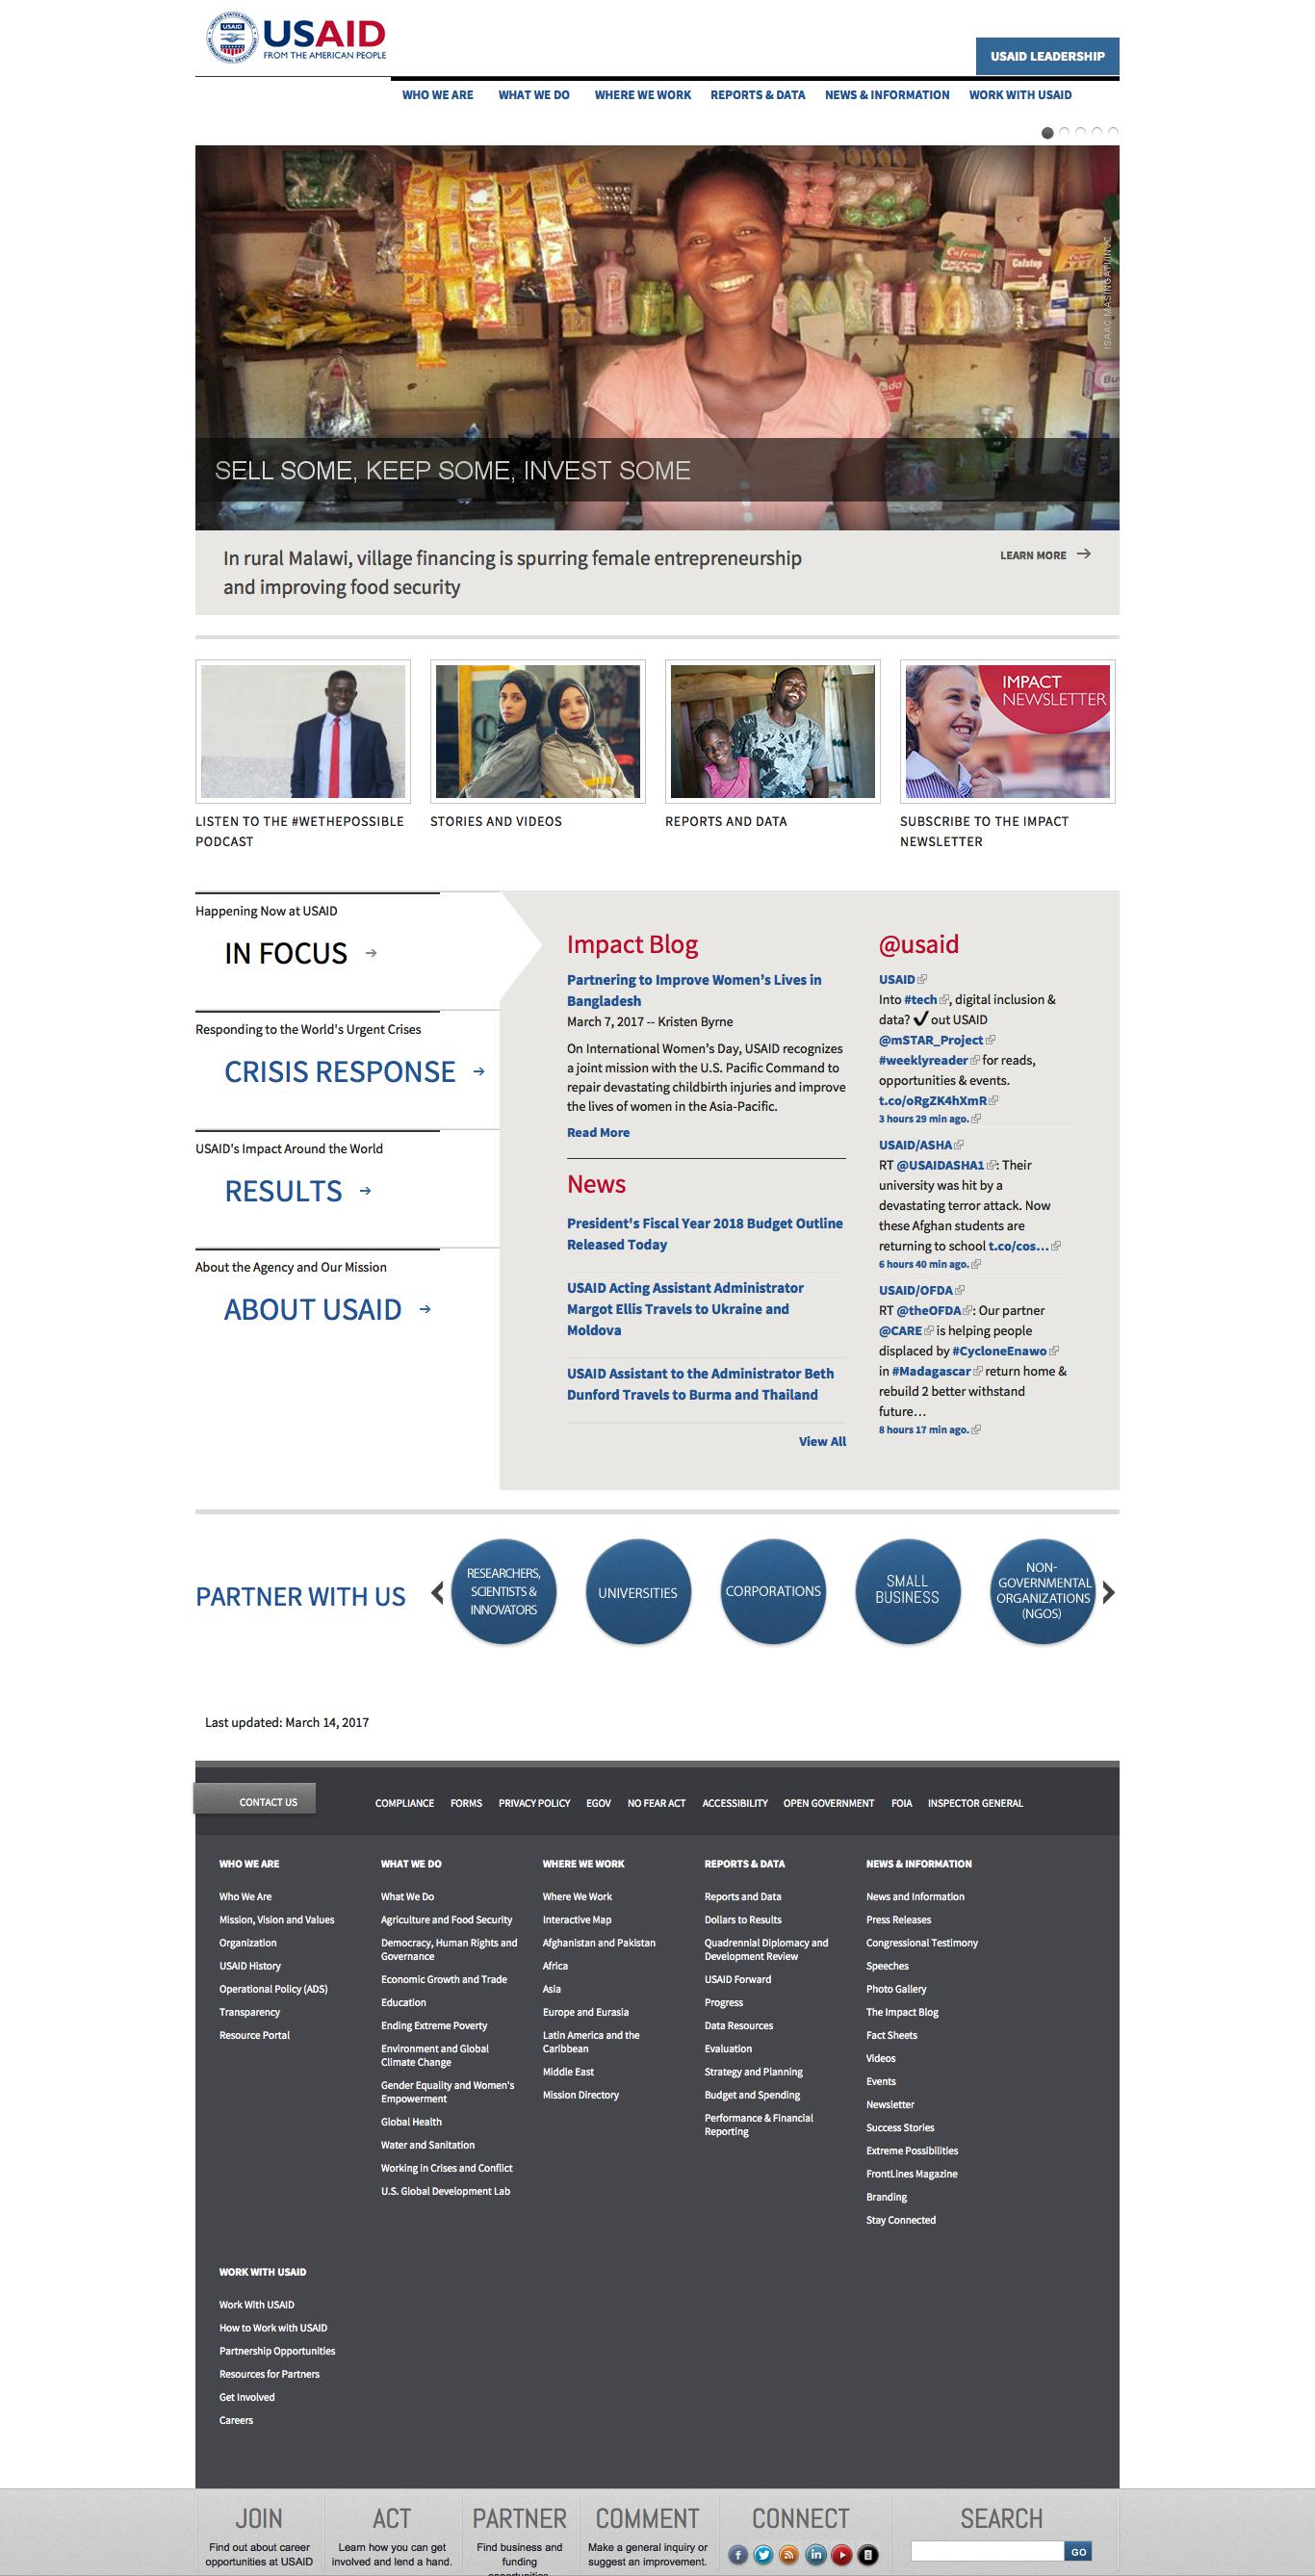 USAID
FROM THE AMERICAN PEOPLE
USAID LEADERSHIP
WHO WE ARE WHAT WE DO WHERE WE WORK REPORTS & DATA NEWS & INFORMATION WORK WITH USAID
ISAAC MASINGATI/INVC
SELL SOME, KEEP SOME, INVEST SOME
In rural Malawi, village financing is spurring female entrepreneurship
and improving food security
LEARN MORE
IMPACT
NEWSLETTER
LISTEN TO THE #WETHEPOSSIBLE
PODCAST
STORIES AND VIDEOS
REPORTS AND DATA
SUBSCRIBE TO THE IMPACT
NEWSLETTER
Happening Now at USAID
IN FOCUS
Responding to the World's Urgent Crises
CRISIS RESPONSE
USAID's Impact Around the World
RESULTS
About the Agency and Our Mission
ABOUT USAID
Impact Blog
Partnering to Improve Women’s Lives in
Bangladesh
March 7, 2017 -- Kristen Byrne
On International Women’s Day, USAID recognizes
a joint mission with the U.S. Pacific Command to
repair devastating childbirth injuries and improve
the lives of women in the Asia-Pacific.
Read More
News
President's Fiscal Year 2018 Budget Outline
Released Today
USAID Acting Assistant Administrator
Margot Ellis Travels to Ukraine and
Moldova
USAID Assistant to the Administrator Beth
Dunford Travels to Burma and Thailand
View All
@usaid
USAID
Into #tech, digital inclusion &
data? ✔ out USAID
@mSTAR_Project
#weeklyreader for reads,
opportunities & events.
t.co/oRgZK4hXmR
3 hours 29 min ago.
USAID/ASHA
RT @USAIDASHA1: Their
university was hit by a
devastating terror attack. Now
these Afghan students are
returning to school t.co/cos…
6 hours 40 min ago.
USAID/OFDA
RT @theOFDA: Our partner
@CARE is helping people
displaced by #CycloneEnawo
in #Madagascar return home &
rebuild 2 better withstand
future…
8 hours 17 min ago.
PARTNER WITH US
RESEARCHERS,
SCIENTISTS &
INNOVATORS
UNIVERSITIES
CORPORATIONS
SMALL
BUSINESS
NON-
GOVERNMENTAL
ORGANIZATIONS
(NGOS)
Last updated: March 14, 2017
CONTACT US
COMPLIANCE FORMS PRIVACY POLICY EGOV NO FEAR ACT ACCESSIBILITY OPEN GOVERNMENT FOIA INSPECTOR GENERAL
WHO WE ARE
Who We Are
Mission, Vision and Values
Organization
USAID History
Operational Policy (ADS)
Transparency
Resource Portal
WHAT WE DO
What We Do
Agriculture and Food Security
Democracy, Human Rights and
Governance
Economic Growth and Trade
Education
Ending Extreme Poverty
Environment and Global
Climate Change
Gender Equality and Women's
Empowerment
Global Health
Water and Sanitation
Working in Crises and Conflict
U.S. Global Development Lab
WHERE WE WORK
Where We Work
Interactive Map
Afghanistan and Pakistan
Africa
Asia
Europe and Eurasia
Latin America and the
Caribbean
Middle East
Mission Directory
REPORTS & DATA
Reports and Data
Dollars to Results
Quadrennial Diplomacy and
Development Review
USAID Forward
Progress
Data Resources
Evaluation
Strategy and Planning
Budget and Spending
Performance & Financial
Reporting
NEWS & INFORMATION
News and Information
Press Releases
Congressional Testimony
Speeches
Photo Gallery
The Impact Blog
Fact Sheets
Videos
Events
Newsletter
Success Stories
Extreme Possibilities
FrontLines Magazine
Branding
Stay Connected
WORK WITH USAID
Work With USAID
How to Work with USAID
Partnership Opportunities
Resources for Partners
Get Involved
Careers
JOIN
Find out about career
opportunities at USAID
ACT
Learn how you can get
involved and lend a hand.
PARTNER
Find business and
funding
COMMENT
Make a general inquiry or
suggest an improvement.
CONNECT
SEARCH
GO